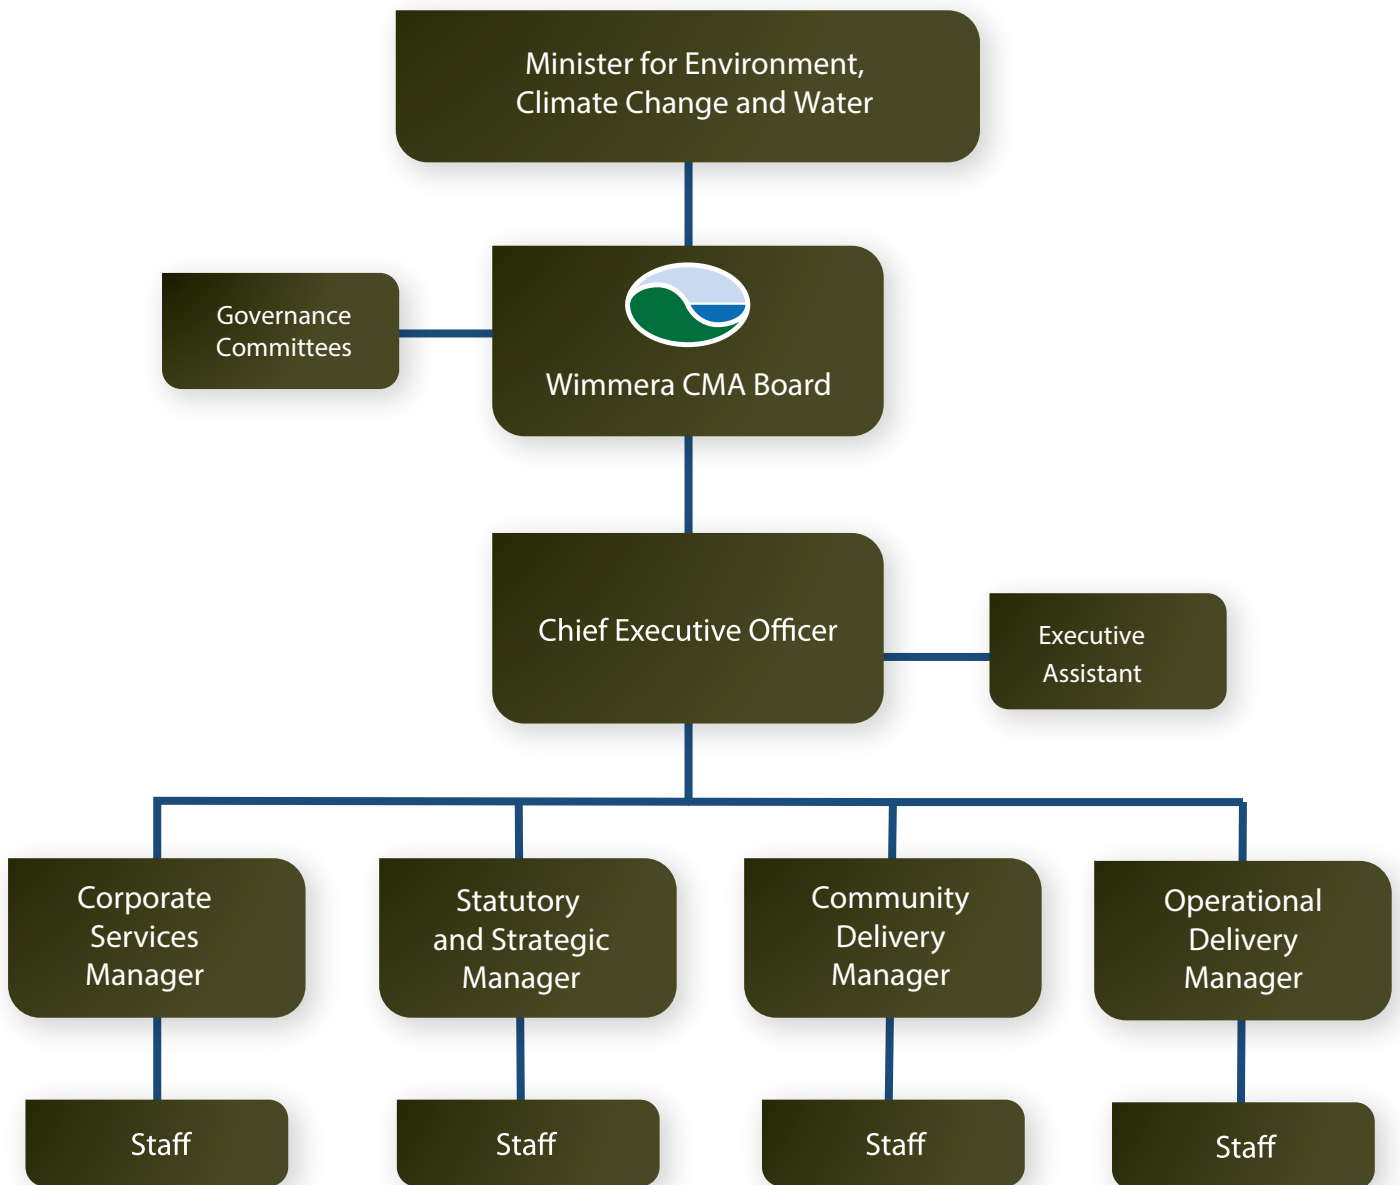 Minister for Environment,
Climate Change and Water
Governance
Committees
Wimmera CMA Board
Chief Executive Officer
Executive
Assistant
Corporate
Services
Manager
Statutory
and Strategic
Manager
Community
Delivery
Manager
Operational
Delivery
Manager
Staff
Staff
Staff
Staff